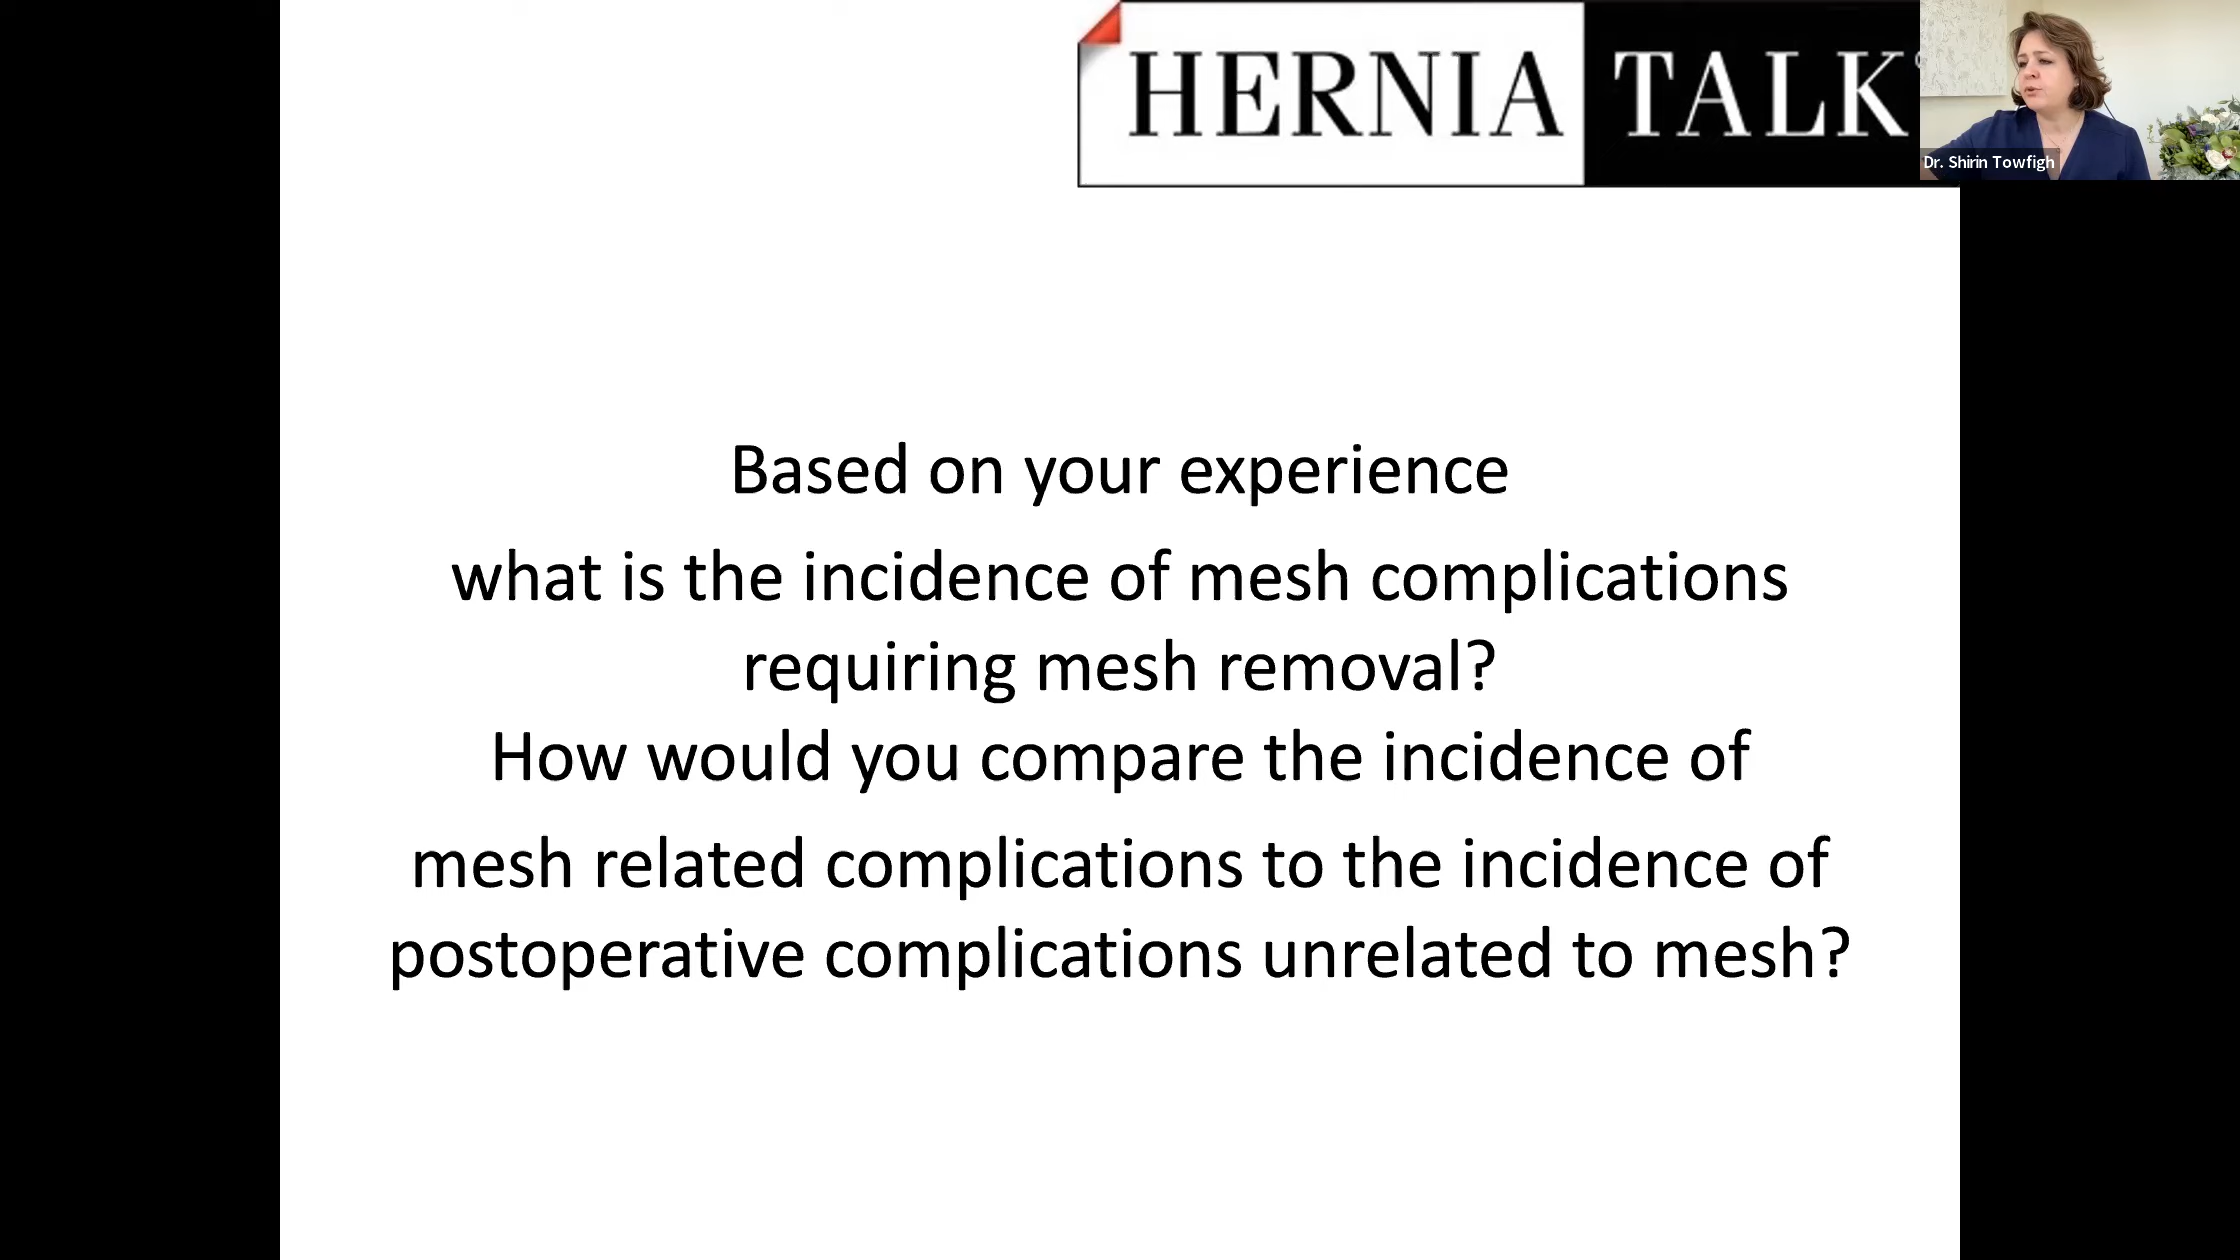 HERNIA TALK
Dr. Shirin Towfigh
Based on your experience
what is the incidence of mesh complications
requiring mesh removal?
How would you compare the incidence of
mesh related complications to the incidence of
postoperative complications unrelated to mesh?